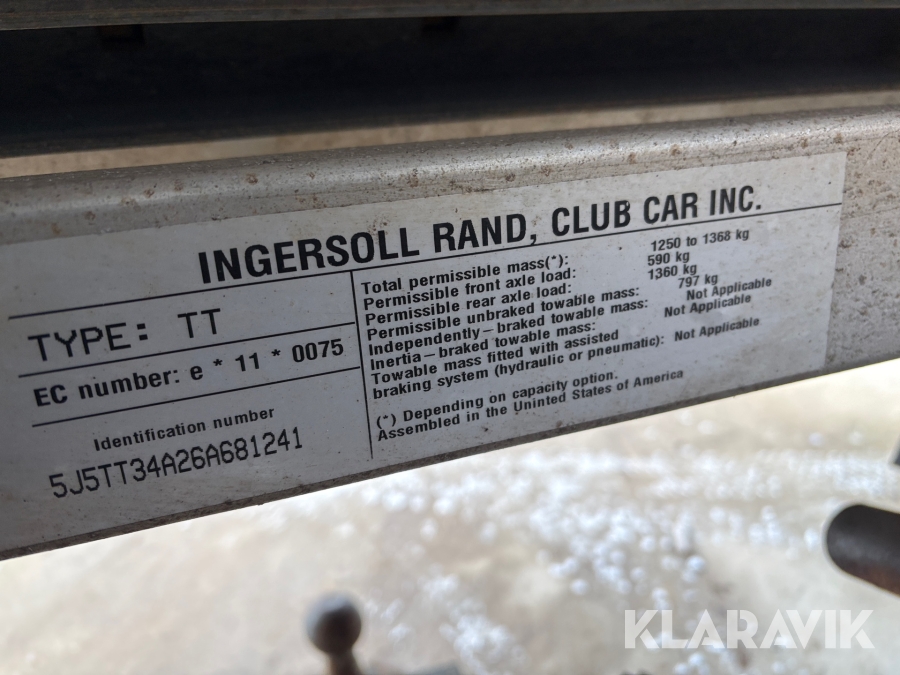 INGERSOLL RAND, CLUB CAR INC.
TYPE: TT
EC number: e * 11 * 0075
Identification number
5J5TT34A26A681241
Total permissible mass(*): 1250 to 1368 kg
Permissible front axle load: 590 kg
Permissible rear axle load: 1360 kg
Permissible unbraked towable mass: 797 kg
Independently-braked towable mass: Not Applicable
Inertia-braked towable mass: Not Applicable
Towable mass fitted with assisted
braking system (hydraulic or pneumatic): Not Applicable
(*) Depending on capacity option.
Assembled in the Uninted States of America
KLARAVIK